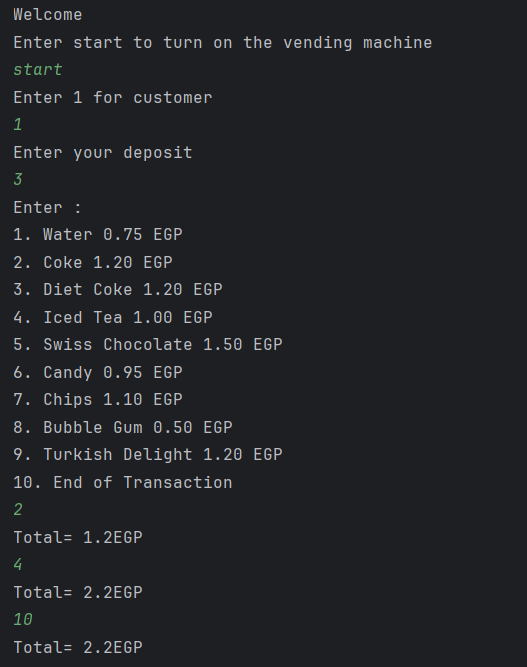 Welcome
Enter start to turn on the vending machine
start
Enter 1 for customer
1
Enter your deposit
3
Enter :
1. Water 0.75 EGP
2. Coke 1.20 EGP
3. Diet Coke 1.20 EGP
4. Iced Tea 1.00 EGP
5. Swiss Chocolate 1.50 EGP
6. Candy 0.95 EGP
7. Chips 1.10 EGP
8. Bubble Gum 0.50 EGP
9. Turkish Delight 1.20 EGP
10. End of Transaction
2
Total= 1.2EGP
4
Total= 2.2EGP
10
Total= 2.2EGP